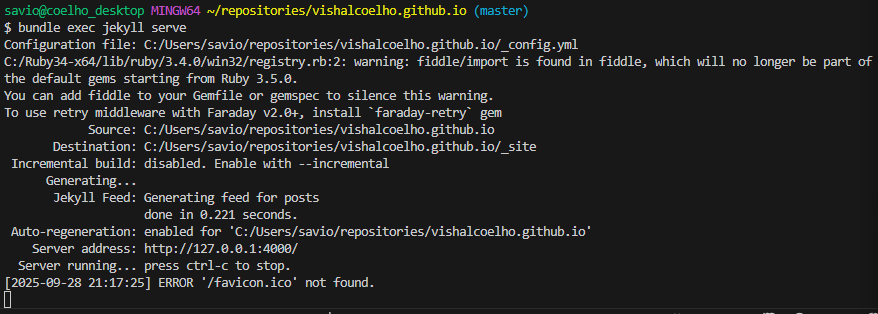 savio@coelho_desktop MINGW64 ~/repositories/vishalcoelho.github.io (master)
$ bundle exec jekyll serve
Configuration file: C:/Users/savio/repositories/vishalcoelho.github.io/_config.yml
C:/Ruby34-x64/lib/ruby/3.4.0/win32/registry.rb:2: warning: fiddle/import is found in fiddle, which will no longer be part of
the default gems starting from Ruby 3.5.0.
You can add fiddle to your Gemfile or gemspec to silence this warning.
To use retry middleware with Faraday v2.0+, install `faraday-retry` gem
Source: C:/Users/savio/repositories/vishalcoelho.github.io
Destination: C:/Users/savio/repositories/vishalcoelho.github.io/_site
Incremental build: disabled. Enable with --incremental
Generating...
Jekyll Feed: Generating feed for posts
done in 0.221 seconds.
Auto-regeneration: enabled for 'C:/Users/savio/repositories/vishalcoelho.github.io'
Server address: http://127.0.0.1:4000/
Server running... press ctrl-c to stop.
[2025-09-28 21:17:25] ERROR '/favicon.ico' not found.